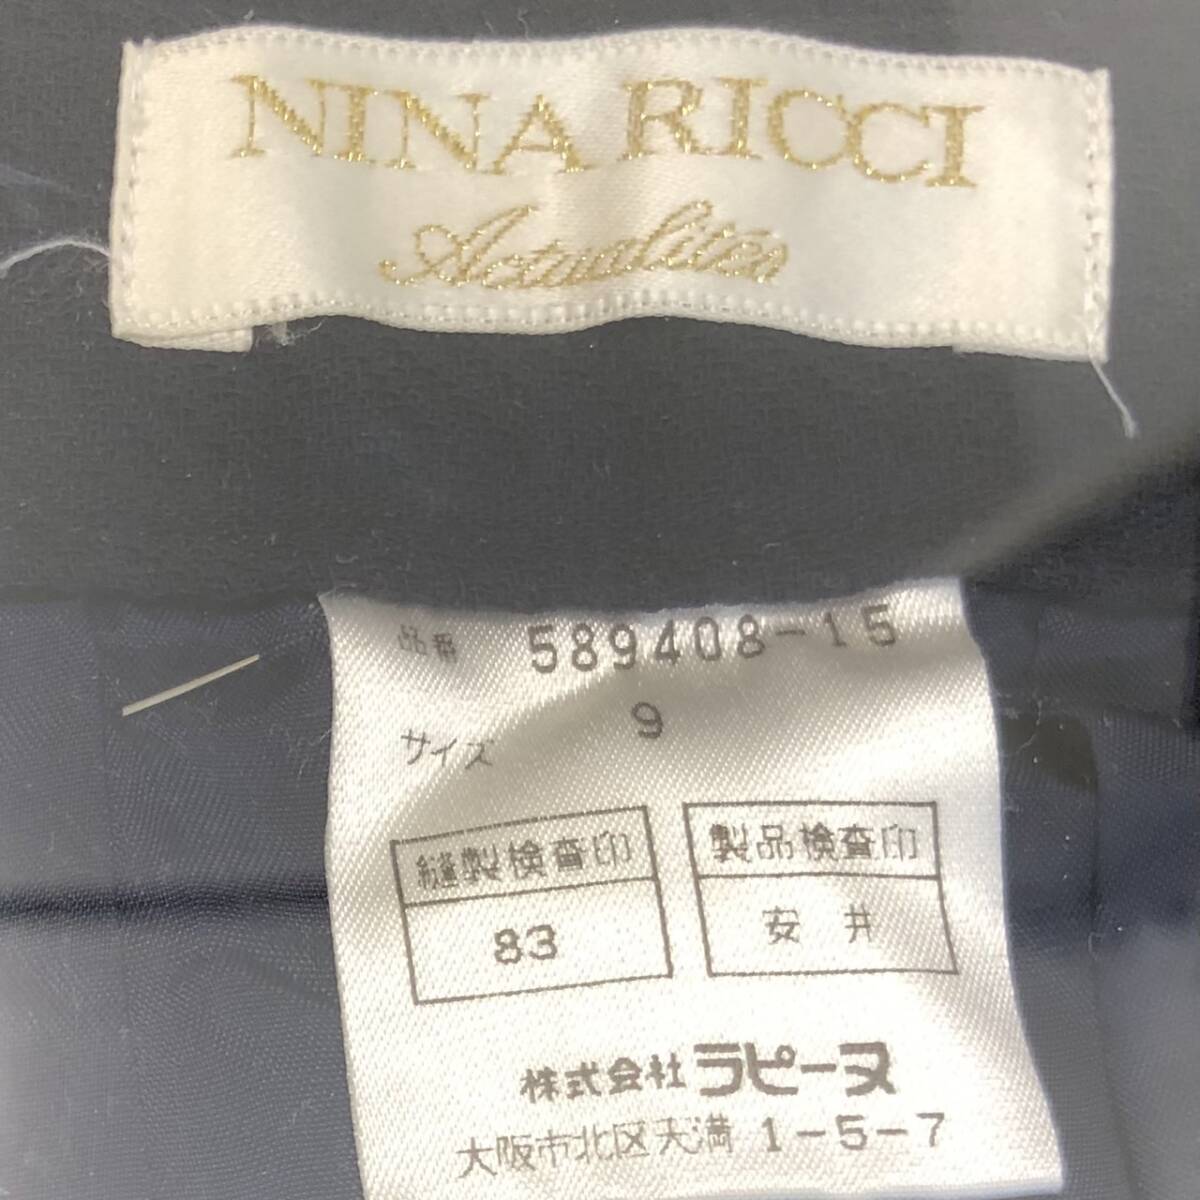 NINA RICCI
Actualités
品番 589408-15
サイズ 9
縫製検査印 製品検査印
83 安井
株式会社ラピーヌ
大阪市北区天満 1-5-7